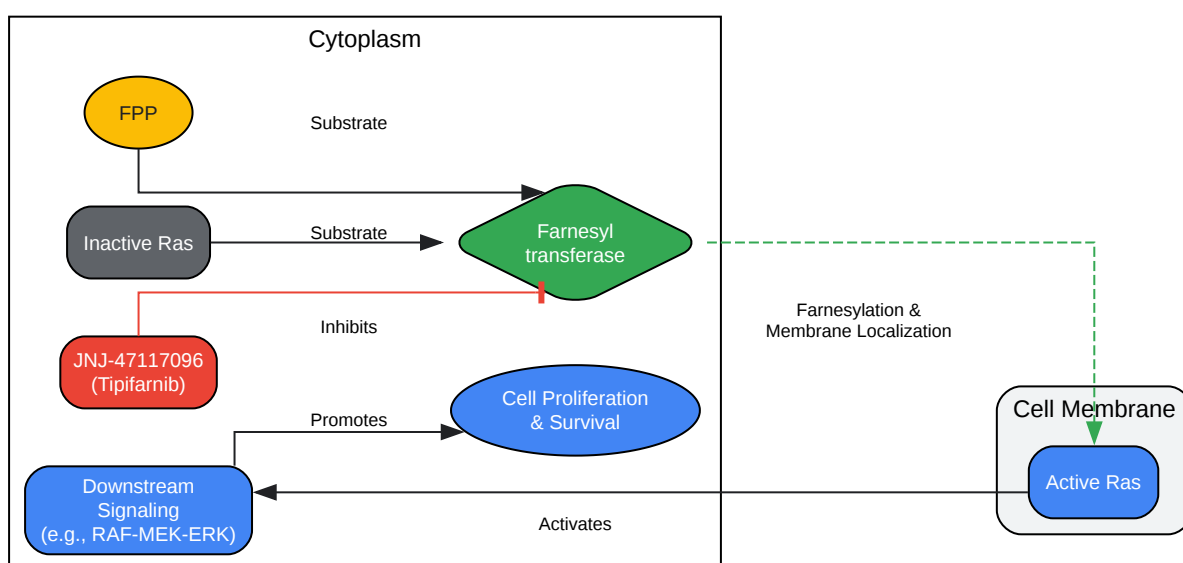 Cytoplasm
FPP
Substrate
Inactive Ras
Substrate
Farnesyl
transferase
Inhibits
Farnesylation &
Membrane Localization
JNJ-47117096
(Tipifarnib)
Cell Proliferation
& Survival
Promotes
Cell Membrane
Active Ras
Downstream
Signaling
(e.g., RAF-MEK-ERK)
Activates